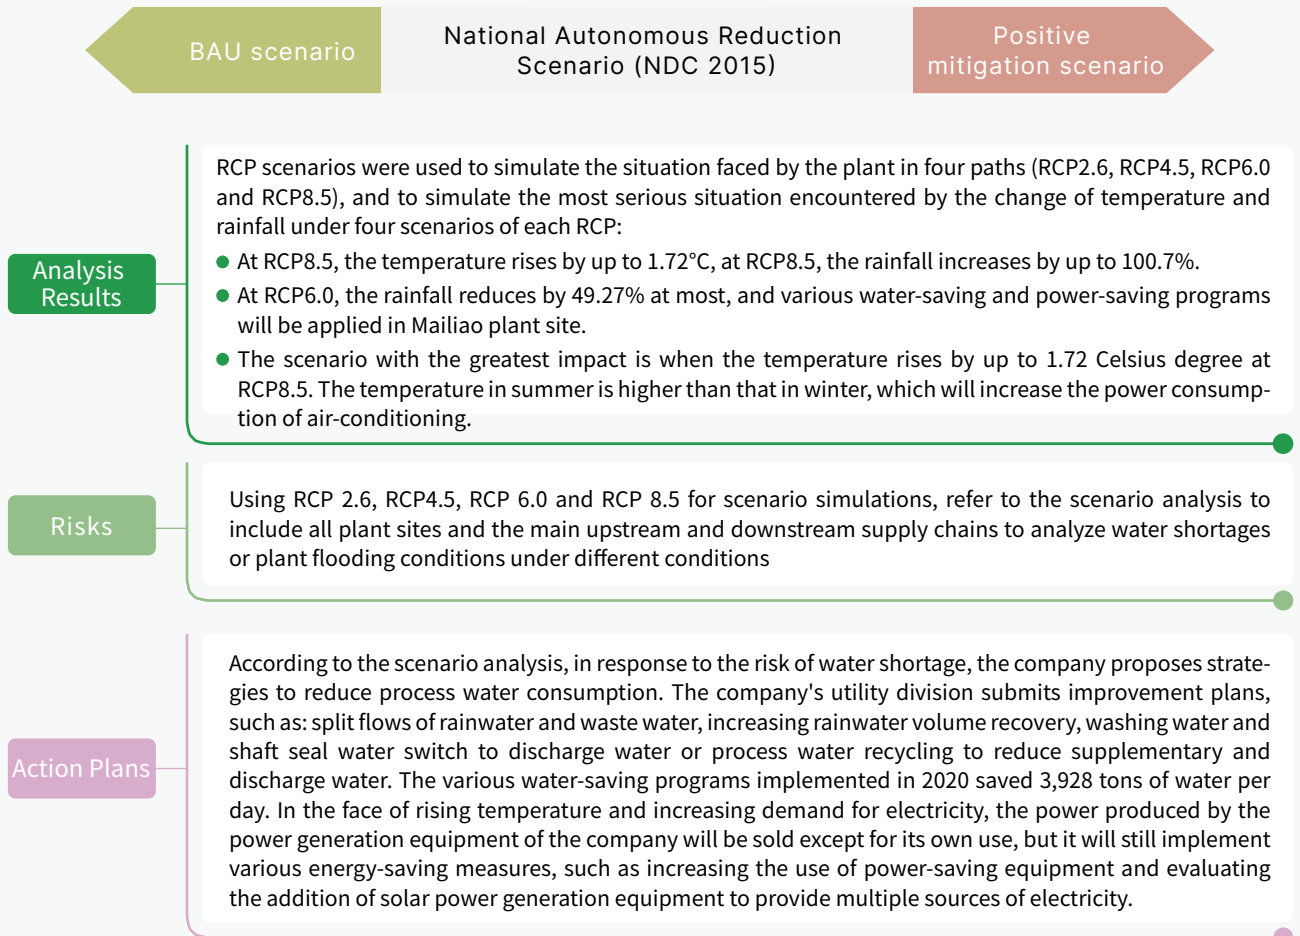 BAU scenario
National Autonomous Reduction
Scenario (NDC 2015)
Positive
mitigation scenario
Analysis
Results
RCP scenarios were used to simulate the situation faced by the plant in four paths (RCP2.6, RCP4.5, RCP6.0
and RCP8.5), and to simulate the most serious situation encountered by the change of temperature and
rainfall under four scenarios of each RCP:
● At RCP8.5, the temperature rises by up to 1.72°C, at RCP8.5, the rainfall increases by up to 100.7%.
● At RCP6.0, the rainfall reduces by 49.27% at most, and various water-saving and power-saving programs
will be applied in Mailiao plant site.
● The scenario with the greatest impact is when the temperature rises by up to 1.72 Celsius degree at
RCP8.5. The temperature in summer is higher than that in winter, which will increase the power consump-
tion of air-conditioning.
Risks
Using RCP 2.6, RCP4.5, RCP 6.0 and RCP 8.5 for scenario simulations, refer to the scenario analysis to
include all plant sites and the main upstream and downstream supply chains to analyze water shortages
or plant flooding conditions under different conditions
Action Plans
According to the scenario analysis, in response to the risk of water shortage, the company proposes strate-
gies to reduce process water consumption. The company's utility division submits improvement plans,
such as: split flows of rainwater and waste water, increasing rainwater volume recovery, washing water and
shaft seal water switch to discharge water or process water recycling to reduce supplementary and
discharge water. The various water-saving programs implemented in 2020 saved 3,928 tons of water per
day. In the face of rising temperature and increasing demand for electricity, the power produced by the
power generation equipment of the company will be sold except for its own use, but it will still implement
various energy-saving measures, such as increasing the use of power-saving equipment and evaluating
the addition of solar power generation equipment to provide multiple sources of electricity.